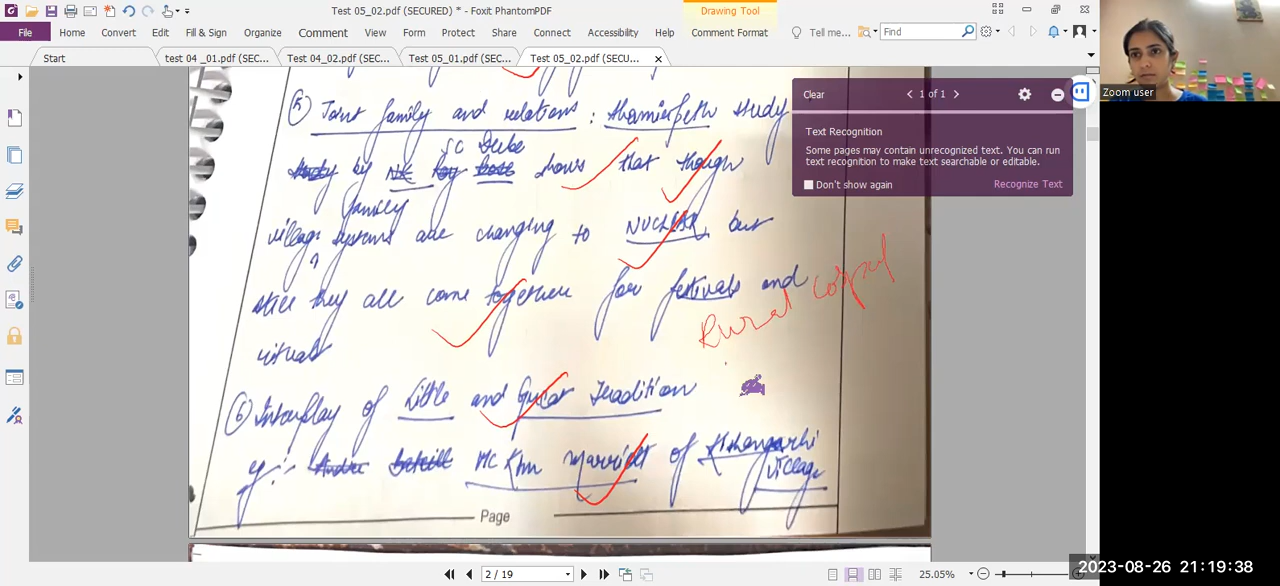 Test 05_02.pdf (SECURED) * - Foxit PhantomPDF
Drawing Tool
File Home Convert Edit Fill & Sign Organize Comment View Form Protect Share Connect Accessibility Help Comment Format Tell me... Find
Start test 04 _01.pdf (SEC... Test 04_02.pdf (SEC... Test 05_01.pdf (SEC... Test 05_02.pdf (SECU...
Zoom user
Clear 1 of 1
Text Recognition
Some pages may contain unrecognized text. You can run
text recognition to make text searchable or editable.
Don't show again Recognize Text
⑤ Joint family and relations : Shamirpeth study
SC Dube
by shows that though
family
village systems are changing to NUCLEAR but
still they all come together for festivals and
Rural
rituals
⑥ Interplay of Little and Great Tradition
eg :- Mc Kim marriott of Kishangarhi
village
Page
2 / 19
25.05%
2023-08-26 21:19:38